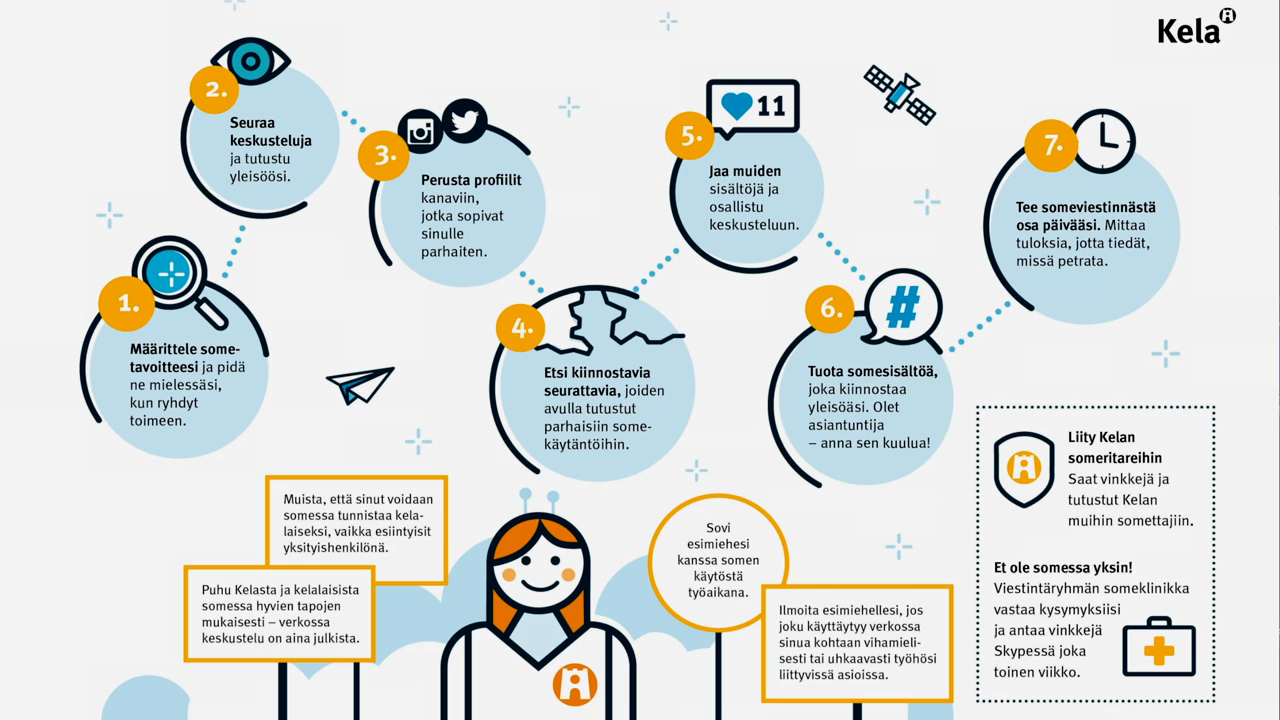 Kela
1.
Määrittele some-
tavoitteesi ja pidä
ne mielessäsi,
kun ryhdyt
toimeen.
2.
Seuraa
keskusteluja
ja tutustu
yleisöösi.
3.
Perusta profiilit
kanaviin,
jotka sopivat
sinulle
parhaiten.
4.
Etsi kiinnostavia
seurattavia, joiden
avulla tutustut
parhaisiin some-
käytäntöihin.
5.
11
Jaa muiden
sisältöjä ja
osallistu
keskusteluun.
6.
#
Tuota somesisältöä,
joka kiinnostaa
yleisöäsi. Olet
asiantuntija
– anna sen kuulua!
7.
Tee someviestinnästä
osa päivääsi. Mittaa
tuloksia, jotta tiedät,
missä petrata.
Muista, että sinut voidaan
somessa tunnistaa kela-
laiseksi, vaikka esiintyisit
yksityishenkilönä.
Puhu Kelasta ja kelalaisista
somessa hyvien tapojen
mukaisesti – verkossa
keskustelu on aina julkista.
Sovi
esimiehesi
kanssa somen
käytöstä
työaikana.
Ilmoita esimiehellesi, jos
joku käyttäytyy verkossa
sinua kohtaan vihamieli-
sesti tai uhkaavasti työhösi
liittyvissä asioissa.
Liity Kelan
someritareihin
Saat vinkkejä ja
tutustut Kelan
muihin somettajiin.
Et ole somessa yksin!
Viestintäryhmän someklinikka
vastaa kysymyksiisi
ja antaa vinkkejä
Skypessä joka
toinen viikko.